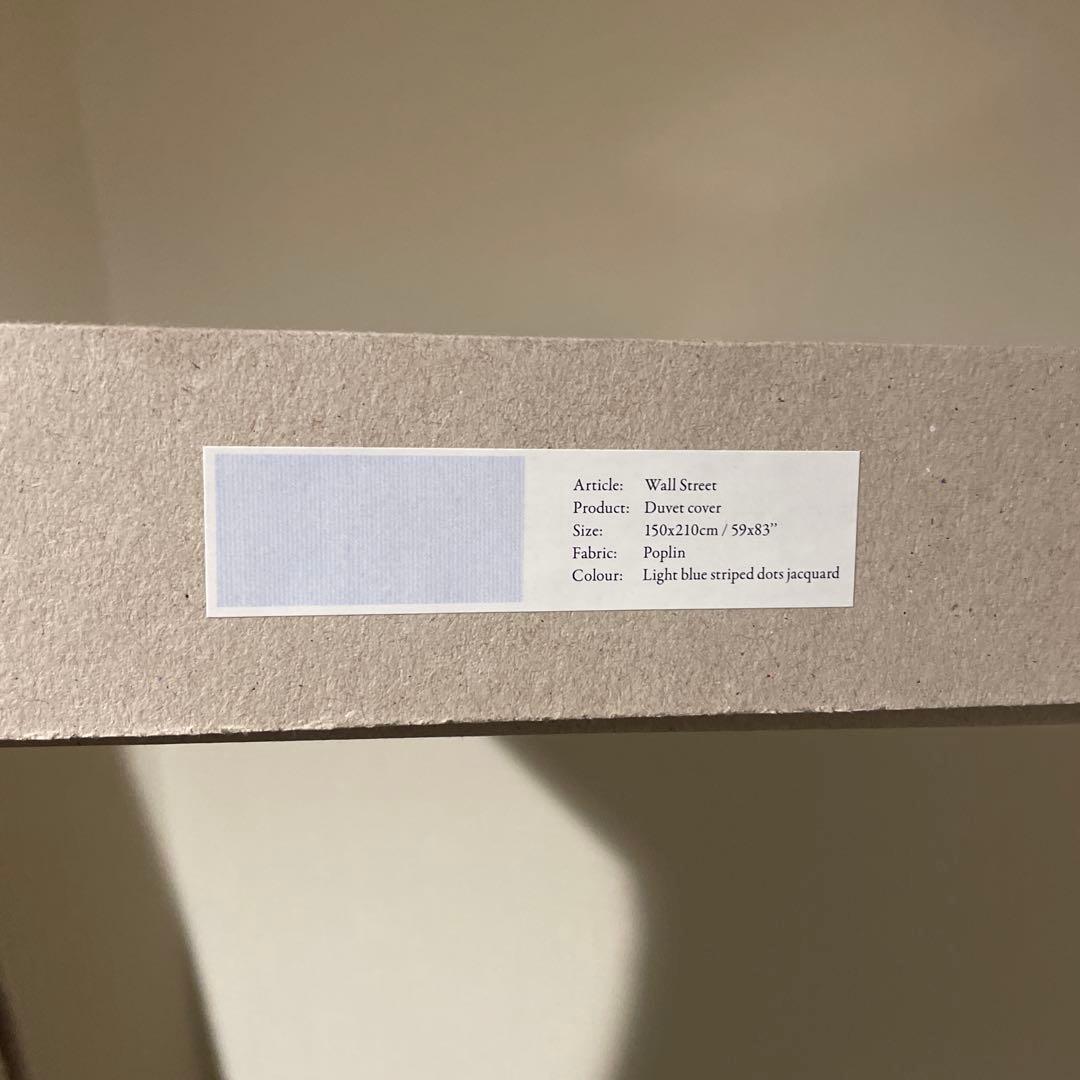 Article: Wall Street
Product: Duvet cover
Size: 150x210cm / 59x83’’
Fabric: Poplin
Colour: Light blue striped dots jacquard